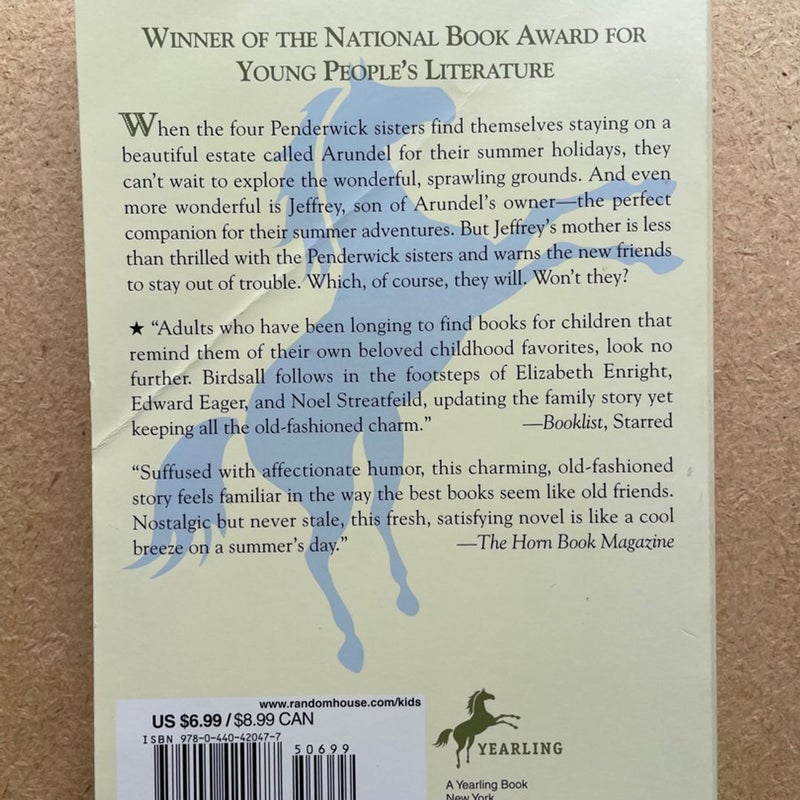 WINNER OF THE NATIONAL BOOK AWARD FOR
YOUNG PEOPLE'S LITERATURE
When the four Penderwick sisters find themselves staying on a
beautiful estate called Arundel for their summer holidays, they
can't wait to explore the wonderful, sprawling grounds. And even
more wonderful is Jeffrey, son of Arundel's owner—the perfect
companion for their summer adventures. But Jeffrey's mother is less
than thrilled with the Penderwick sisters and warns the new friends
to stay out of trouble. Which, of course, they will. Won't they?
★ “Adults who have been longing to find books for children that
remind them of their own beloved childhood favorites, look no
further. Birdsall follows in the footsteps of Elizabeth Enright,
Edward Eager, and Noel Streatfeild, updating the family story yet
keeping all the old-fashioned charm.” —Booklist, Starred
“Suffused with affectionate humor, this charming, old-fashioned
story feels familiar in the way the best books seem like old friends.
Nostalgic but never stale, this fresh, satisfying novel is like a cool
breeze on a summer's day.” —The Horn Book Magazine
www.randomhouse.com/kids
US $6.99 / $8.99 CAN
ISBN 978-0-440-42047-7
50699
YEARLING
A Yearling Book
New York